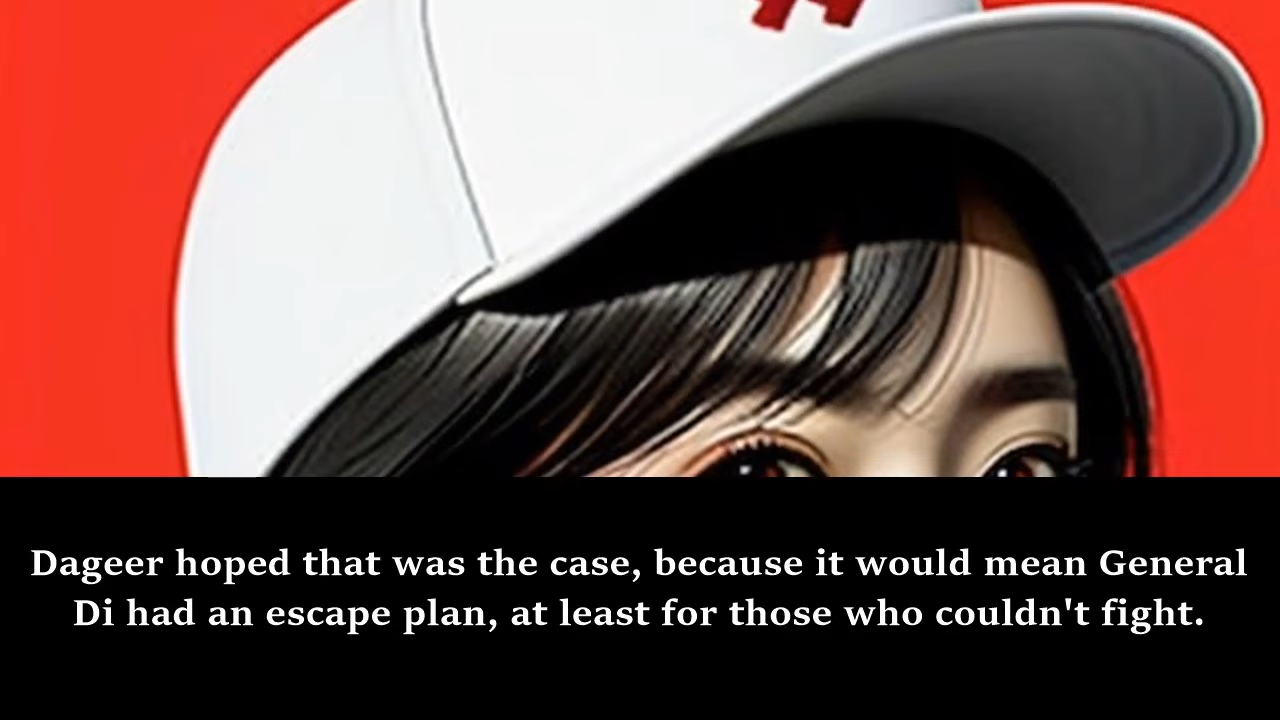 Dageer hoped that was the case, because it would mean General
Di had an escape plan, at least for those who couldn't fight.